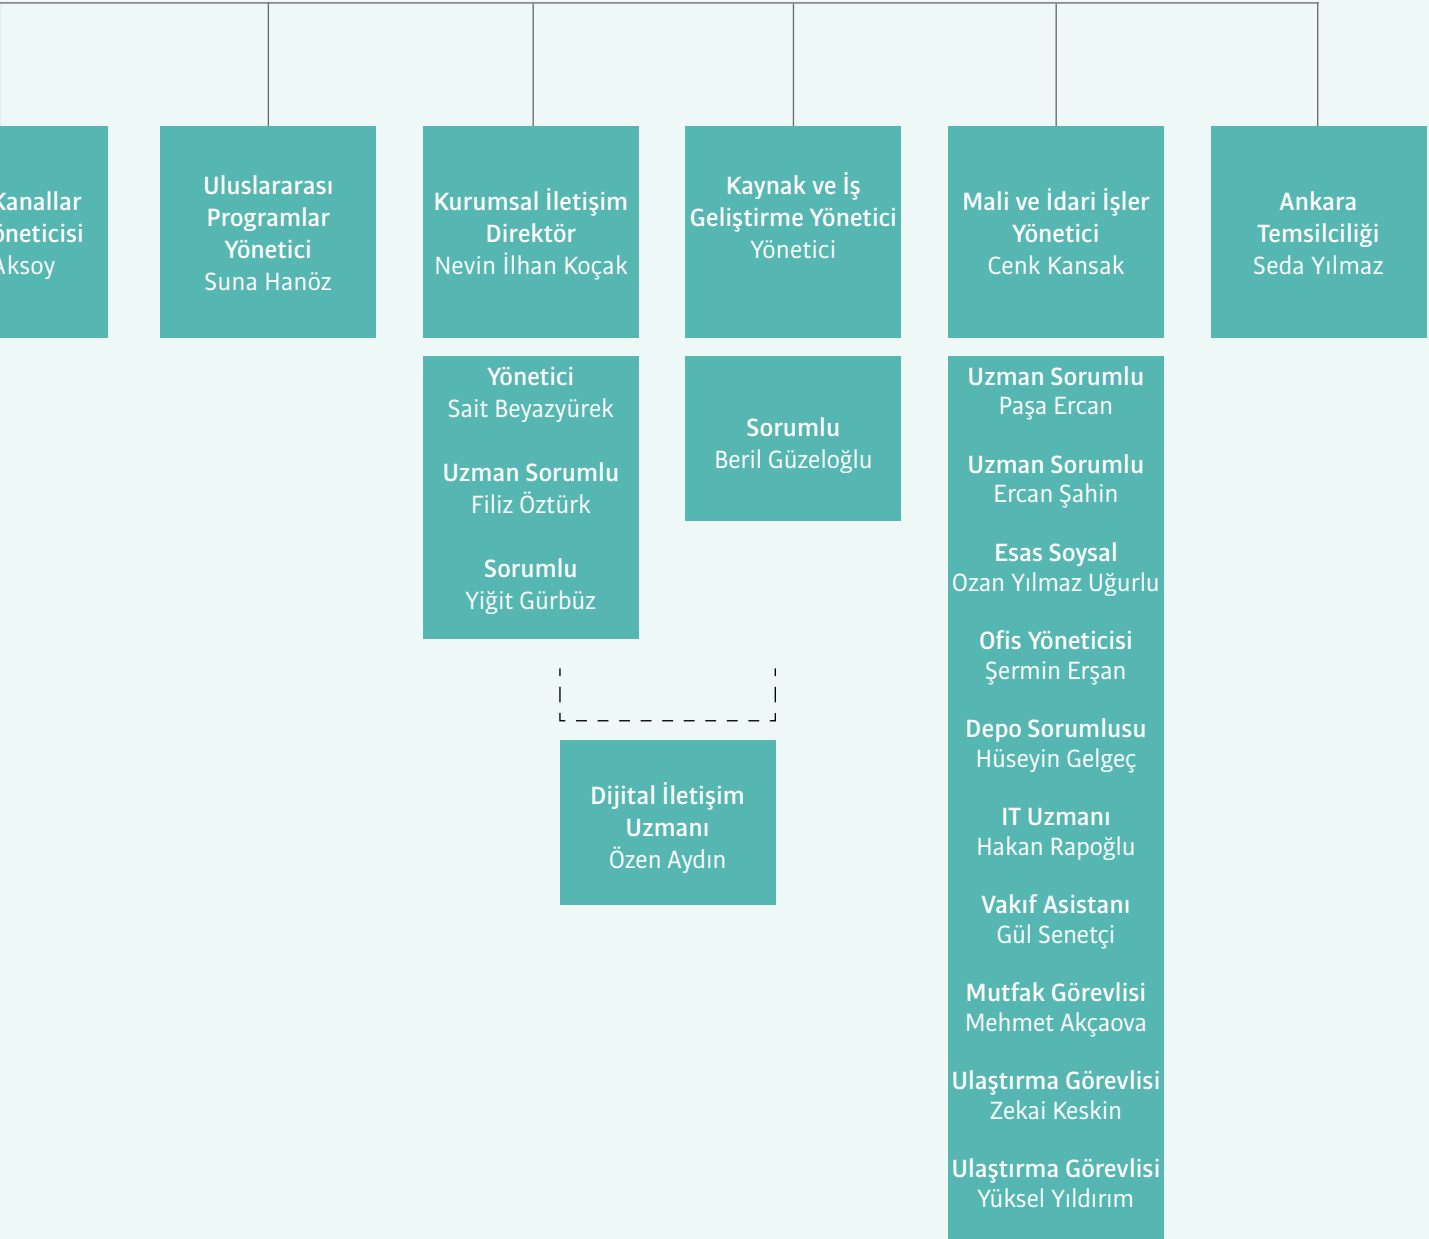 Kanallar
Aksoy
Uluslararası
Programlar
Yönetici
Suna Hanöz
Kurumsal İletişim
Direktör
Nevin İlhan Koçak
Kaynak ve İş
Geliştirme Yönetici
Yönetici
Mali ve İdari İşler
Yönetici
Cenk Kansak
Ankara
Temsilciliği
Seda Yılmaz
Yönetici
Sait Beyazyürek
Uzman Sorumlu
Filiz Öztürk
Sorumlu
Yiğit Gürbüz
Sorumlu
Beril Güzeloğlu
Dijital İletişim
Uzmanı
Özen Aydın
Uzman Sorumlu
Paşa Ercan
Uzman Sorumlu
Ercan Şahin
Esas Soysal
Ozan Yılmaz Uğurlu
Ofis Yöneticisi
Şermin Erşan
Depo Sorumlusu
Hüseyin Gelgeç
IT Uzmanı
Hakan Rapoğlu
Vakıf Asistanı
Gül Senetçi
Mutfak Görevlisi
Mehmet Akçaova
Ulaştırma Görevlisi
Zekai Keskin
Ulaştırma Görevlisi
Yüksel Yıldırım